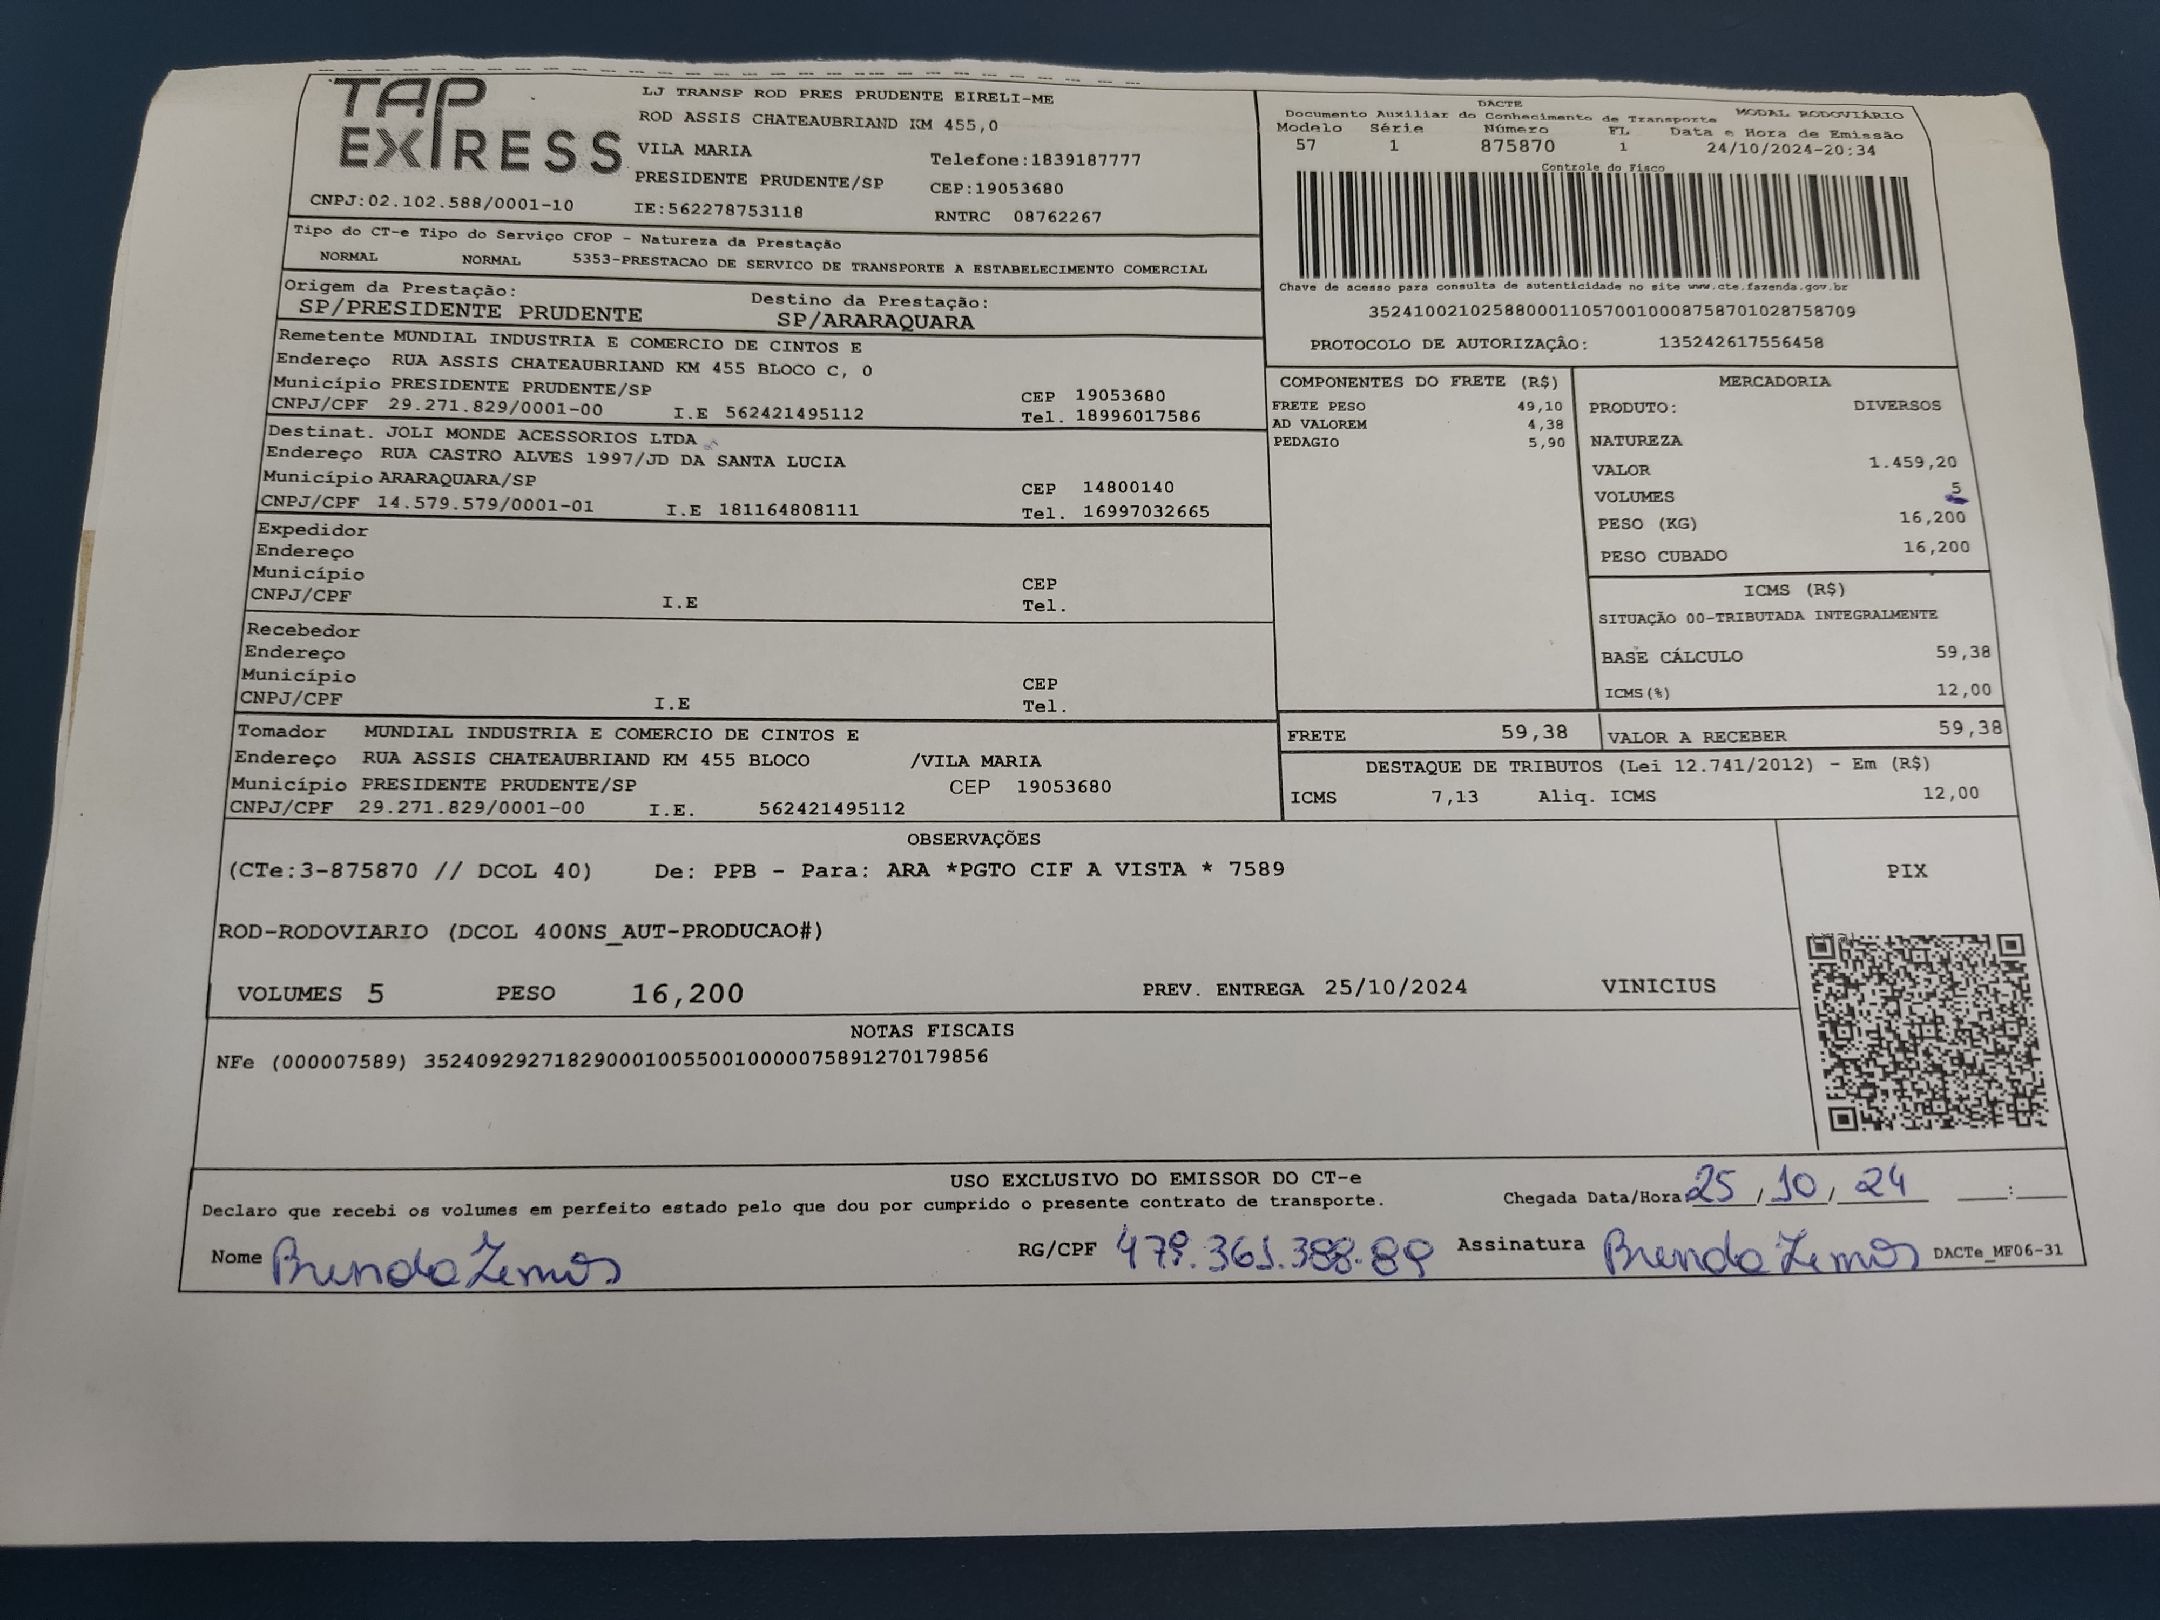 TAP
EXPRESS
CNPJ:02.102.588/0001-10
LJ TRANSP ROD PRES PRUDENTE EIRELI-ME
ROD ASSIS CHATEAUBRIAND KM 455,0
VILA MARIA Telefone:1839187777
PRESIDENTE PRUDENTE/SP CEP:19053680
IE:562278753118 RNTRC 08762267
DACTE MODAL RODOVIÁRIO
Documento Auxiliar do Conhecimento de Transporte
Modelo Série Número FL Data e Hora de Emissão
57 1 875870 1 24/10/2024-20:34
Controle do Fisco
Chave de acesso para consulta de autenticidade no site www.cte.fazenda.gov.br
35241002102588000110570010008758701028758709
PROTOCOLO DE AUTORIZAÇÃO: 135242617556458
Tipo do CT-e Tipo do Serviço CFOP - Natureza da Prestação
NORMAL NORMAL 5353-PRESTACAO DE SERVICO DE TRANSPORTE A ESTABELECIMENTO COMERCIAL
Origem da Prestação: Destino da Prestação:
SP/PRESIDENTE PRUDENTE SP/ARARAQUARA
Remetente MUNDIAL INDUSTRIA E COMERCIO DE CINTOS E
Endereço RUA ASSIS CHATEAUBRIAND KM 455 BLOCO C, 0
Município PRESIDENTE PRUDENTE/SP CEP 19053680
CNPJ/CPF 29.271.829/0001-00 I.E 562421495112 Tel. 18996017586
Destinat. JOLI MONDE ACESSORIOS LTDA
Endereço RUA CASTRO ALVES 1997/JD DA SANTA LUCIA
Município ARARAQUARA/SP CEP 14800140
CNPJ/CPF 14.579.579/0001-01 I.E 181164808111 Tel. 16997032665
Expedidor
Endereço
Município CEP
CNPJ/CPF I.E Tel.
Recebedor
Endereço
Município CEP
CNPJ/CPF I.E Tel.
Tomador MUNDIAL INDUSTRIA E COMERCIO DE CINTOS E
Endereço RUA ASSIS CHATEAUBRIAND KM 455 BLOCO /VILA MARIA
Município PRESIDENTE PRUDENTE/SP CEP 19053680
CNPJ/CPF 29.271.829/0001-00 I.E. 562421495112
COMPONENTES DO FRETE (R$)
FRETE PESO 49,10
AD VALOREM 4,38
PEDAGIO 5,90
MERCADORIA
PRODUTO: DIVERSOS
NATUREZA
VALOR 1.459,20
VOLUMES 5
PESO (KG) 16,200
PESO CUBADO 16,200
ICMS (R$)
SITUAÇÃO 00-TRIBUTADA INTEGRALMENTE
BASE CÁLCULO 59,38
ICMS(%) 12,00
FRETE 59,38 VALOR A RECEBER 59,38
DESTAQUE DE TRIBUTOS (Lei 12.741/2012) - Em (R$)
ICMS 7,13 Aliq. ICMS 12,00
OBSERVAÇÕES
(CTe:3-875870 // DCOL 40) De: PPB - Para: ARA *PGTO CIF A VISTA * 7589
ROD-RODOVIARIO (DCOL 400NS_AUT-PRODUCAO#)
VOLUMES 5 PESO 16,200 PREV. ENTREGA 25/10/2024 VINICIUS
PIX
NOTAS FISCAIS
NFe (000007589) 35240929271829000100550010000075891270179856
USO EXCLUSIVO DO EMISSOR DO CT-e
Declaro que recebi os volumes em perfeito estado pelo que dou por cumprido o presente contrato de transporte. Chegada Data/Hora: 25/10/24 __:__
Nome Brenda Lemos RG/CPF 479.361.388-89 Assinatura Brenda Lemos DACTe_MF06-31